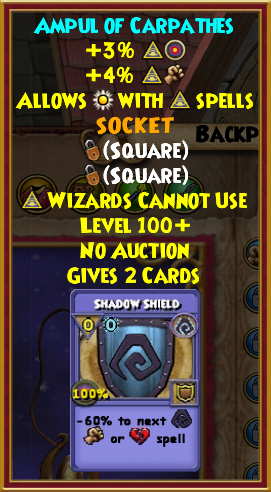 Ampul of Carpathes
+3%
+4%
Allows with Spells
Socket
Backp
(Square)
(Square)
Wizards Cannot Use
Level 100+
No Auction
Gives 2 Cards
Shadow Shield
0 0
100%
-60% to next
or spell